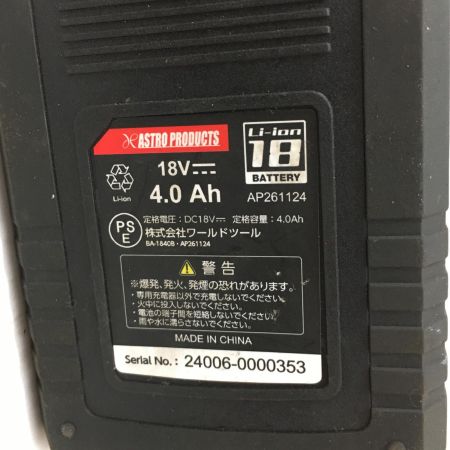 ASTRO PRODUCTS
Li-ion
18
BATTERY
18V
Li-ion
4.0 Ah
AP261124
PS
E
定格電圧：DC18V 定格容量：4.0Ah
株式会社ワールドツール
BA-1840B・AP261124
警告
※爆発、発火、発煙の恐れがあります。
・専用充電器以外で充電しないでください。
・火中に投入しないでください。
・電池の端子間を短絡しないでください。
・雨や水に濡らさないでください。
MADE IN CHINA
Serial No.: 24006-0000353